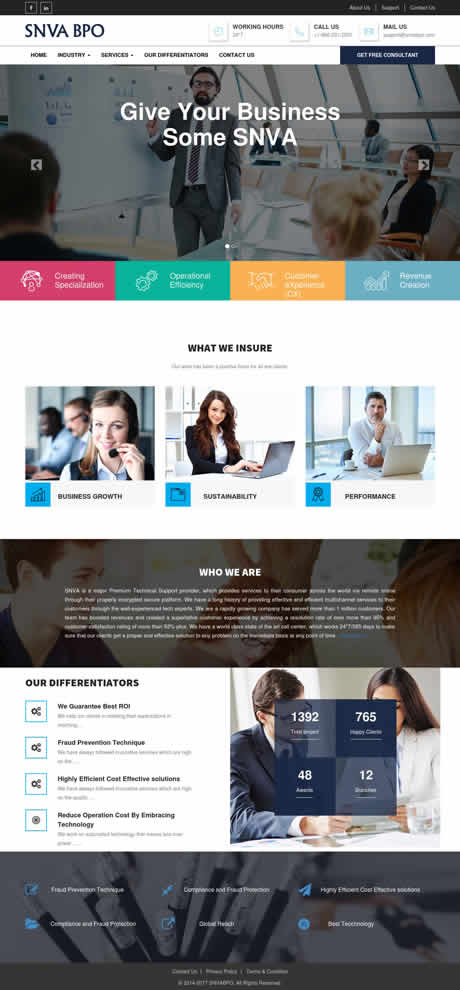 About Us | Support | Contact Us
SNVA BPO
WORKING HOURS
24*7
CALL US
MAIL US
HOME INDUSTRY SERVICES OUR DIFFERENTIATORS CONTACT US
GET FREE CONSULTANT
Give Your Business
Some SNVA
Creating
Specialization
Operational
Efficiency
Customer
eXperience
(CX)
Revenue
Creation
WHAT WE INSURE
Our work has been a positive force for all are clients
BUSINESS GROWTH
SUSTAINABILITY
PERFORMANCE
WHO WE ARE
SNVA is a major Premium Technical Support provider, which provides services to their consumer across the world via remote online
through their properly encrypted secure platform. We have a long history of providing effective and efficient multichannel services to their
customers through the well-experienced tech experts. We are a rapidly growing company has served more than 1 million customers. Our
team has boosted revenues and created a superlative customer experience by achieving a resolution rate of even more than 95%, and
customer satisfaction rating of more than 92% plus. We have a world class state of the art call center, which works 24*7/365 days to make
sure that our clients get a proper and effective solution to any problem on the immediate basis at any point of time
OUR DIFFERENTIATORS
We Guarantee Best ROI
We help our clients in meeting their expectations in
reaching....
Fraud Prevention Technique
We have always followed innovative services which are high
on the ....
Highly Efficient Cost Effective solutions
We have always followed innovative services which are high
on the quality ....
Reduce Operation Cost By Embracing
Technology
We work on automated technology that makes less man
power ....
1392
Total project
765
Happy Clients
48
Awards
12
Branches
Fraud Prevention Technique
Compliance and Fraud Protection
Highly Efficient Cost Effective solutions
Compliance and Fraud Protection
Global Reach
Best Technology
Contact Us | Privacy Policy | Terms & Condition
© 2014-2017 SNVABPO, All Rights Reserved